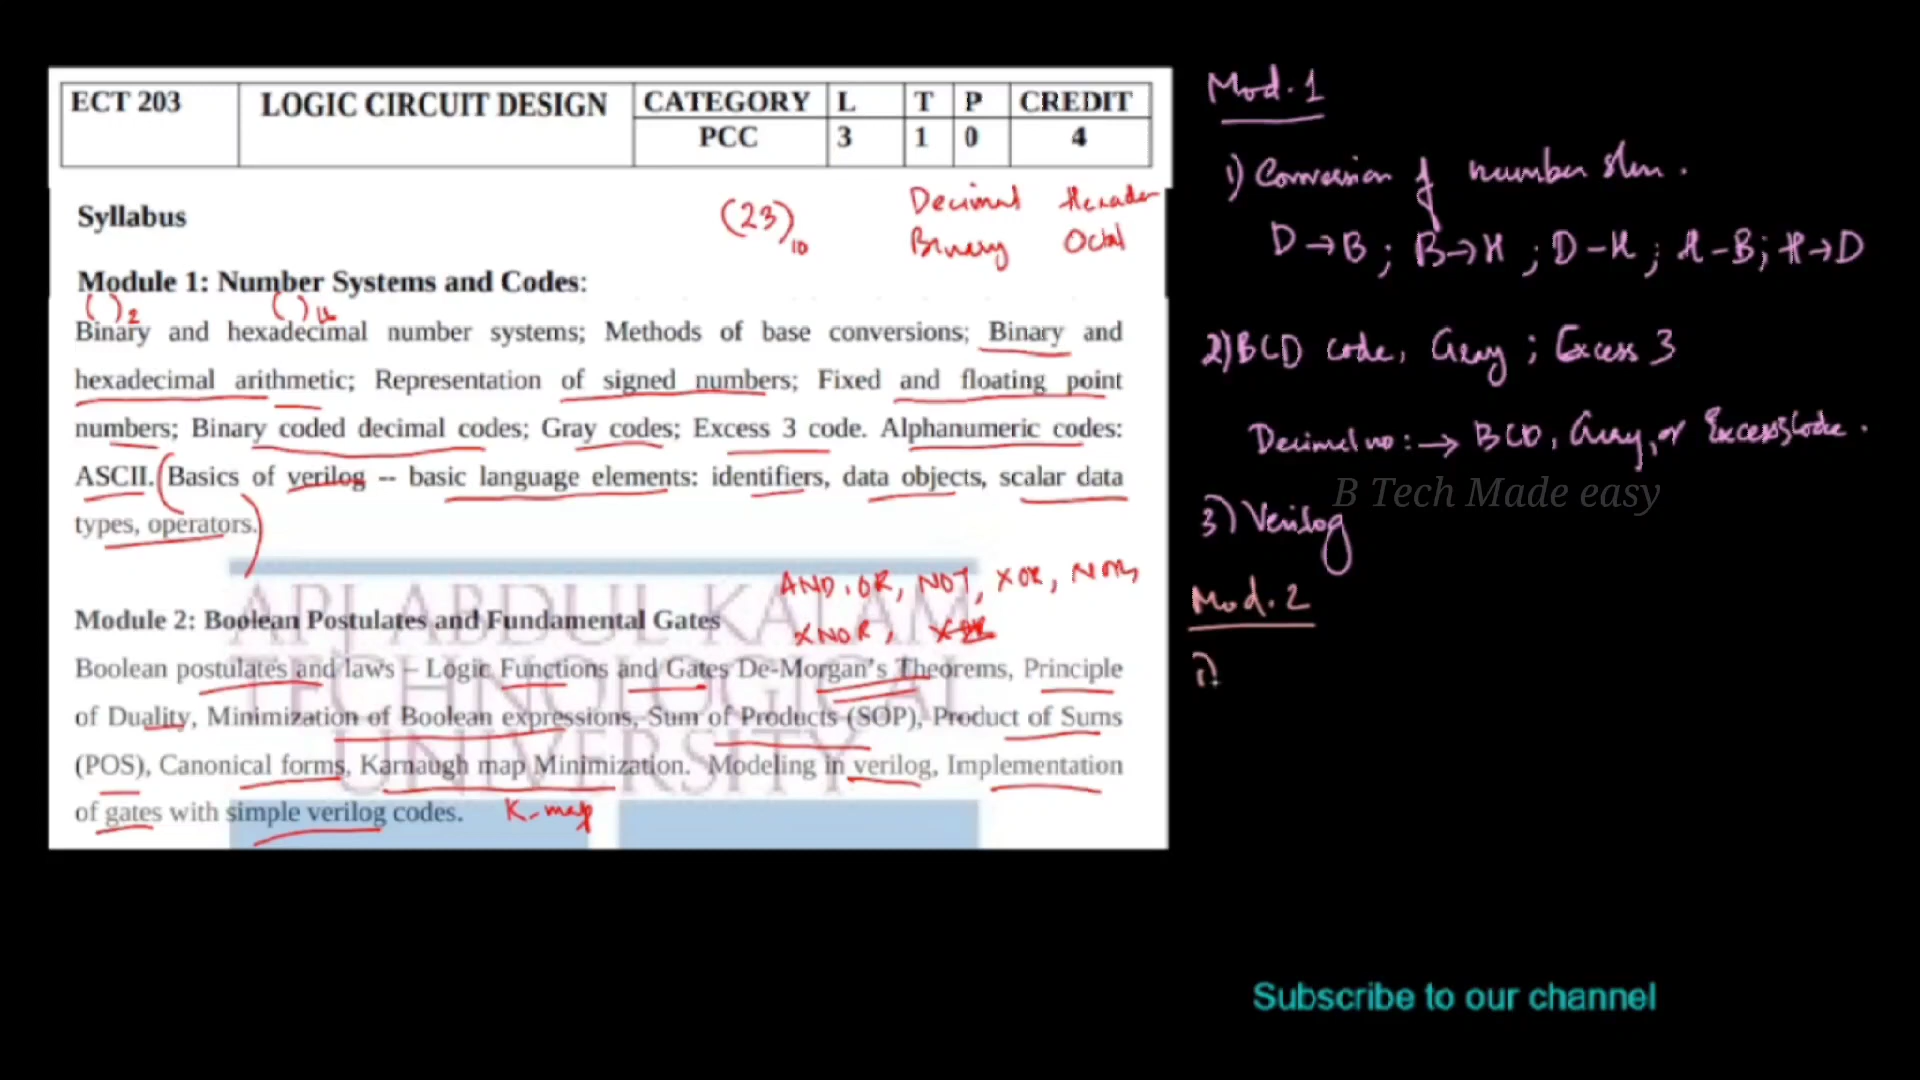 ECT 203 LOGIC CIRCUIT DESIGN CATEGORY L T P CREDIT
PCC 3 1 0 4
Syllabus
(23)10 Decimal Hexadec
Binary Octal
Module 1: Number Systems and Codes:
( )2 ( )16
Binary and hexadecimal number systems; Methods of base conversions; Binary and
hexadecimal arithmetic; Representation of signed numbers; Fixed and floating point
numbers; Binary coded decimal codes; Gray codes; Excess 3 code. Alphanumeric codes:
ASCII. Basics of verilog -- basic language elements: identifiers, data objects, scalar data
types, operators.
APJ ABDUL KALAM
TECHNOLOGICAL
UNIVERSITY
AND, OR, NOT, XOR, NOR,
XNOR,
Module 2: Boolean Postulates and Fundamental Gates
Boolean postulates and laws – Logic Functions and Gates De-Morgan's Theorems, Principle
of Duality, Minimization of Boolean expressions, Sum of Products (SOP), Product of Sums
(POS), Canonical forms, Karnaugh map Minimization. Modeling in verilog, Implementation
of gates with simple verilog codes.
K-map
Mod. 1
1) Conversion of number
D→B ; B→H ; D-H ; H-B; H→D
2) BCD code, Gray ; Excess 3
Decimal no: → BCD, Gray, or Excess3code.
B Tech Made easy
3) Verilog
Mod. 2
1)
Subscribe to our channel